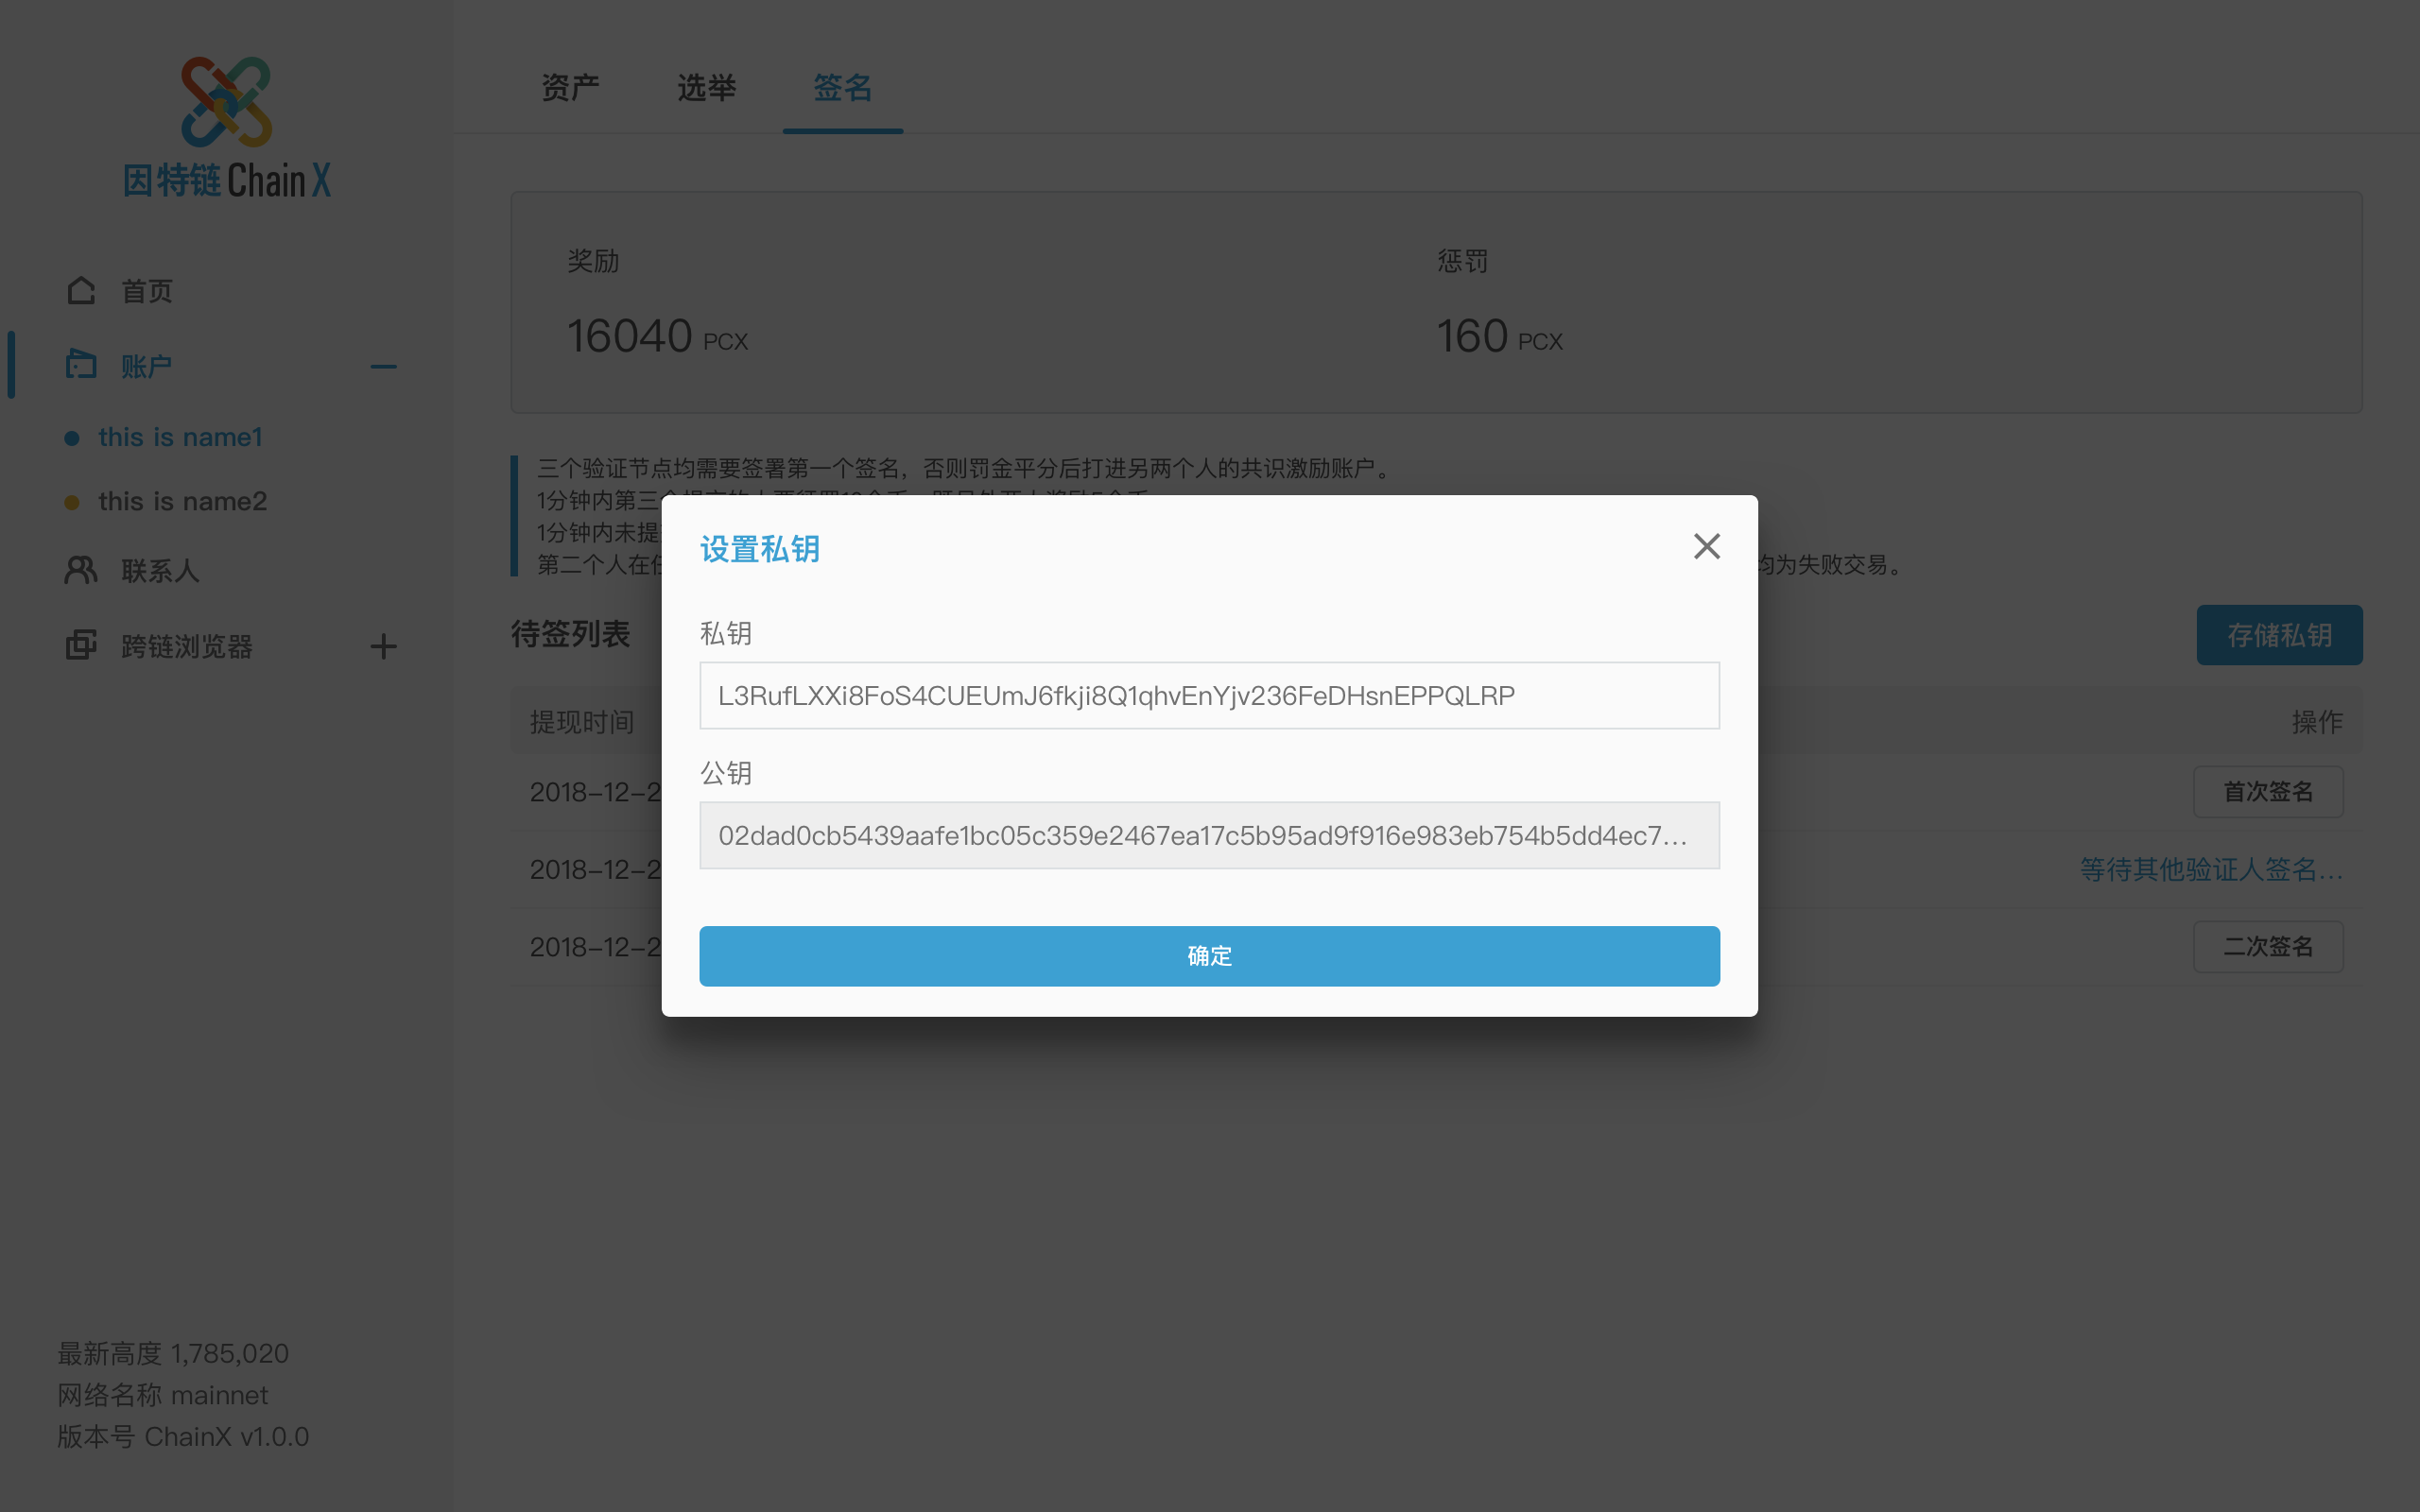 因特链 ChainX
首页
账户
this is name1
this is name2
联系人
跨链浏览器
最新高度 1,785,020
网络名称 mainnet
版本号 ChainX v1.0.0
资产 选举 签名
奖励 惩罚
16040 PCX 160 PCX
三个验证节点均需要签署第一个签名，否则罚金平分后打进另两个人的共识激励账户。
1分钟内第三
1分钟内未提
第二个人在 均为失败交易。
待签列表 存储私钥
提现时间 操作
2018-12-2 首次签名
2018-12-2 等待其他验证人签名...
2018-12-2 二次签名
设置私钥
私钥
L3RufLXXi8FoS4CUEUmJ6fkji8Q1qhvEnYjv236FeDHsnEPPQLRP
公钥
02dad0cb5439aafe1bc05c359e2467ea17c5b95ad9f916e983eb754b5dd4ec7...
确定